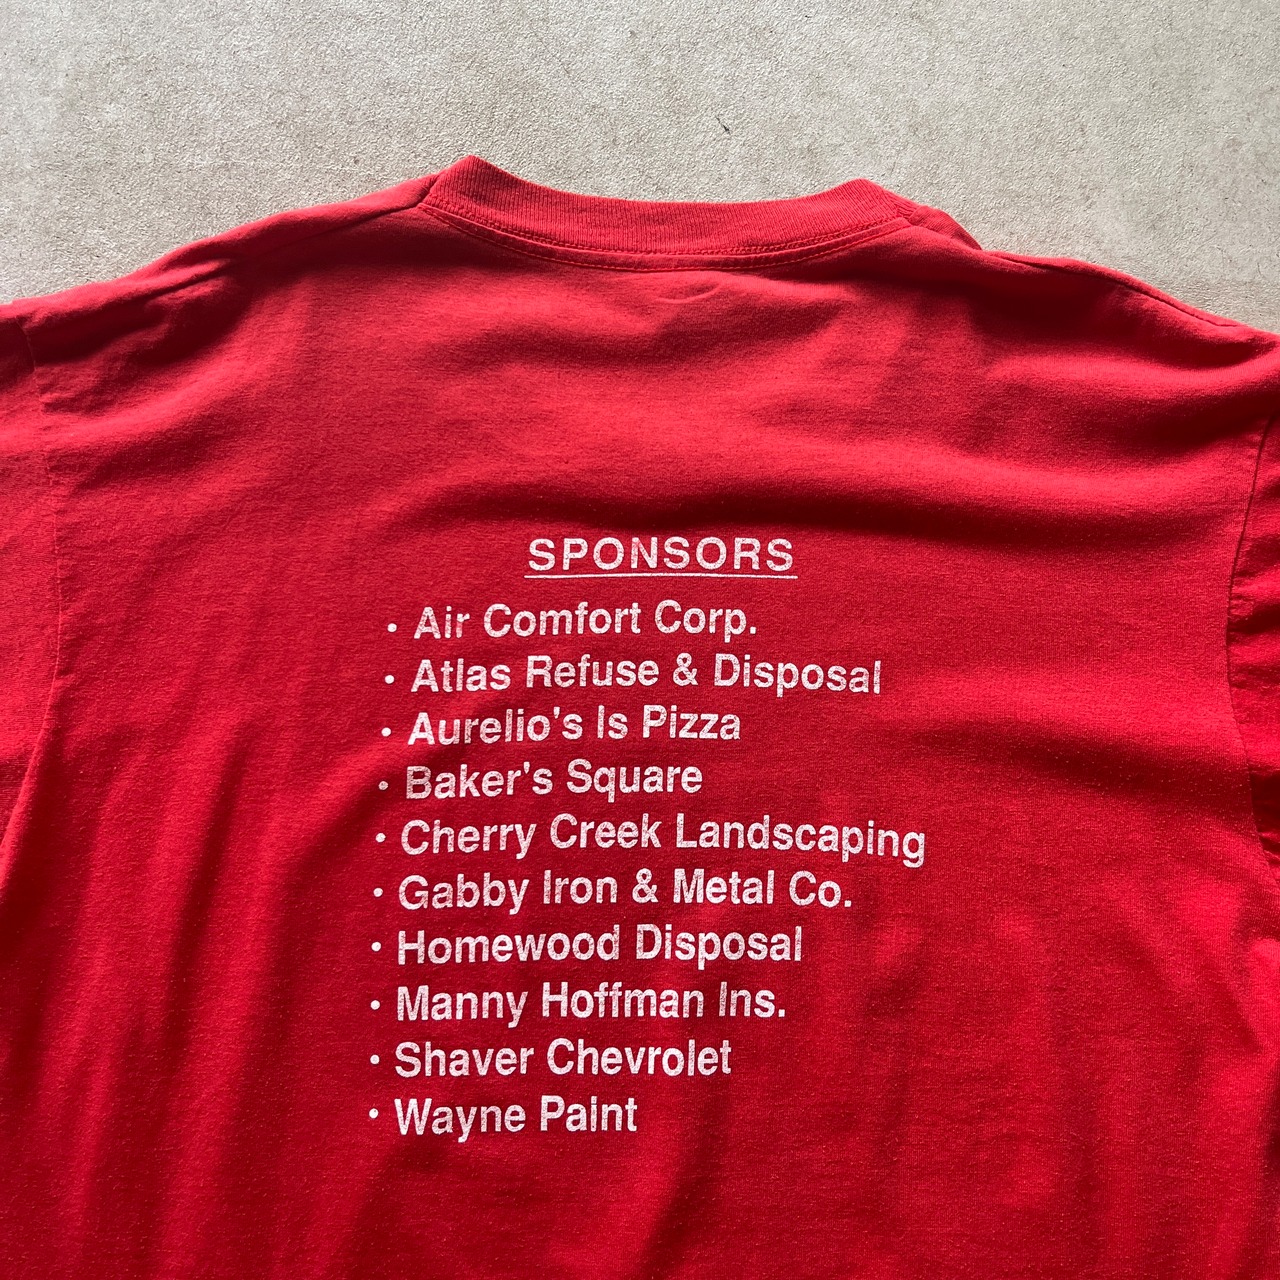 SPONSORS
• Air Comfort Corp.
• Atlas Refuse & Disposal
• Aurelio's Is Pizza
• Baker's Square
• Cherry Creek Landscaping
• Gabby Iron & Metal Co.
• Homewood Disposal
• Manny Hoffman Ins.
• Shaver Chevrolet
• Wayne Paint